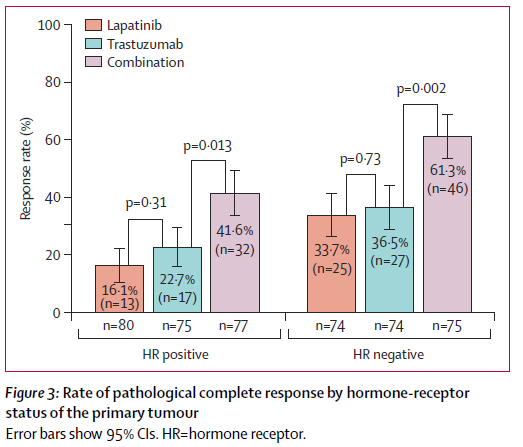 100
80
60
40
20
0
Response rate (%)
Lapatinib
Trastuzumab
Combination
p=0·31
p=0·013
p=0·73
p=0·002
16·1%
(n=13)
22·7%
(n=17)
41·6%
(n=32)
33·7%
(n=25)
36·5%
(n=27)
61·3%
(n=46)
n=80 n=75 n=77 n=74 n=74 n=75
HR positive HR negative
Figure 3: Rate of pathological complete response by hormone-receptor
status of the primary tumour
Error bars show 95% CIs. HR=hormone receptor.